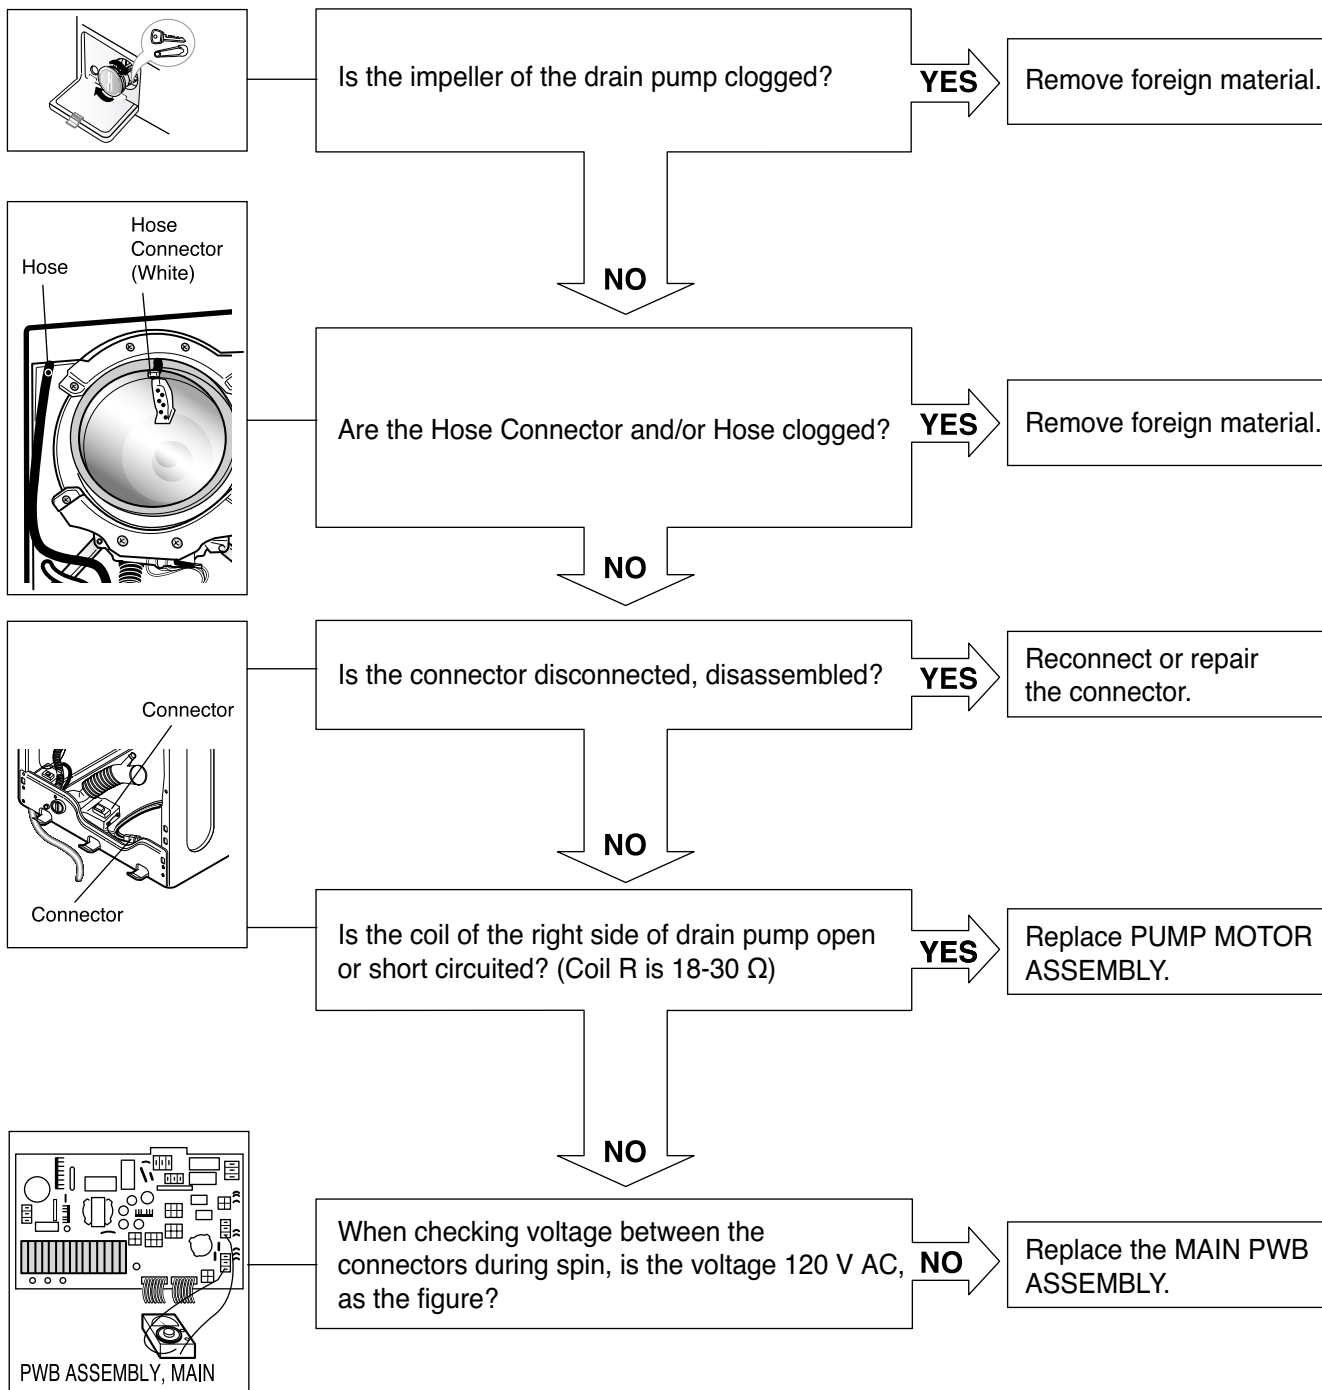 Is the impeller of the drain pump clogged?
YES
Remove foreign material.
NO
Hose
Connector
(White)
Hose
Are the Hose Connector and/or Hose clogged?
YES
Remove foreign material.
NO
Is the connector disconnected, disassembled?
YES
Reconnect or repair
the connector.
Connector
Connector
NO
Is the coil of the right side of drain pump open
or short circuited? (Coil R is 18-30 Ω)
YES
Replace PUMP MOTOR
ASSEMBLY.
NO
When checking voltage between the
connectors during spin, is the voltage 120 V AC,
as the figure?
NO
Replace the MAIN PWB
ASSEMBLY.
PWB ASSEMBLY, MAIN